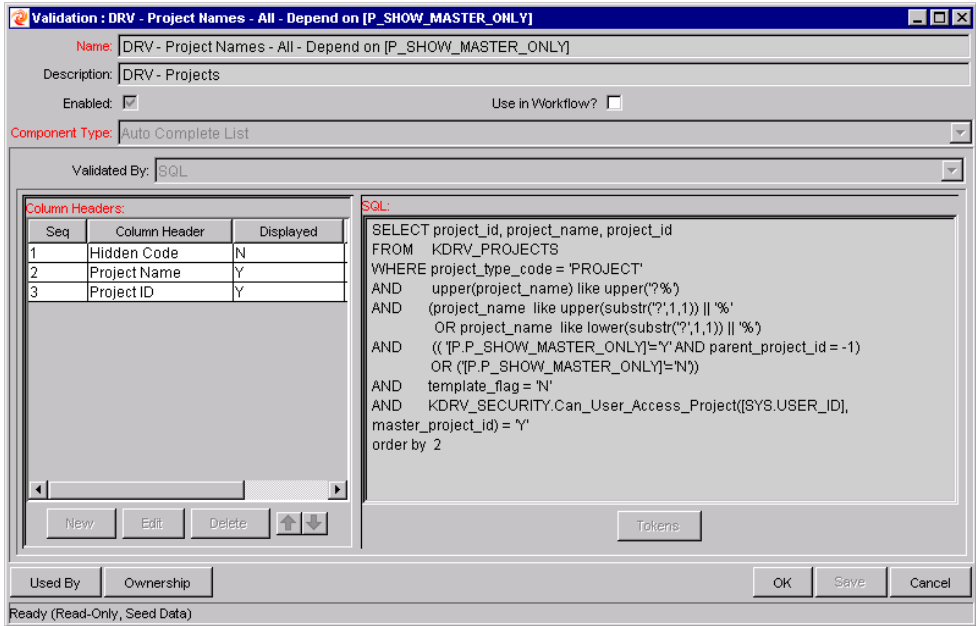 Validation : DRV - Project Names - All - Depend on [P_SHOW_MASTER_ONLY]
Name: DRV - Project Names - All - Depend on [P_SHOW_MASTER_ONLY]
Description: DRV - Projects
Enabled: Use in Workflow?
Component Type: Auto Complete List
Validated By: SQL
Column Headers:
Seq Column Header Displayed
1 Hidden Code N
2 Project Name Y
3 Project ID Y
New Edit Delete
SQL:
SELECT project_id, project_name, project_id
FROM KDRV_PROJECTS
WHERE project_type_code = 'PROJECT'
AND upper(project_name) like upper('?%')
AND (project_name like upper(substr('?',1,1)) || '%'
OR project_name like lower(substr('?',1,1)) || '%')
AND (( '[P.P_SHOW_MASTER_ONLY]'='Y' AND parent_project_id = -1)
OR ('[P.P_SHOW_MASTER_ONLY]'='N'))
AND template_flag = 'N'
AND KDRV_SECURITY.Can_User_Access_Project([SYS.USER_ID],
master_project_id) = 'Y'
order by 2
Tokens
Used By Ownership OK Save Cancel
Ready (Read-Only, Seed Data)